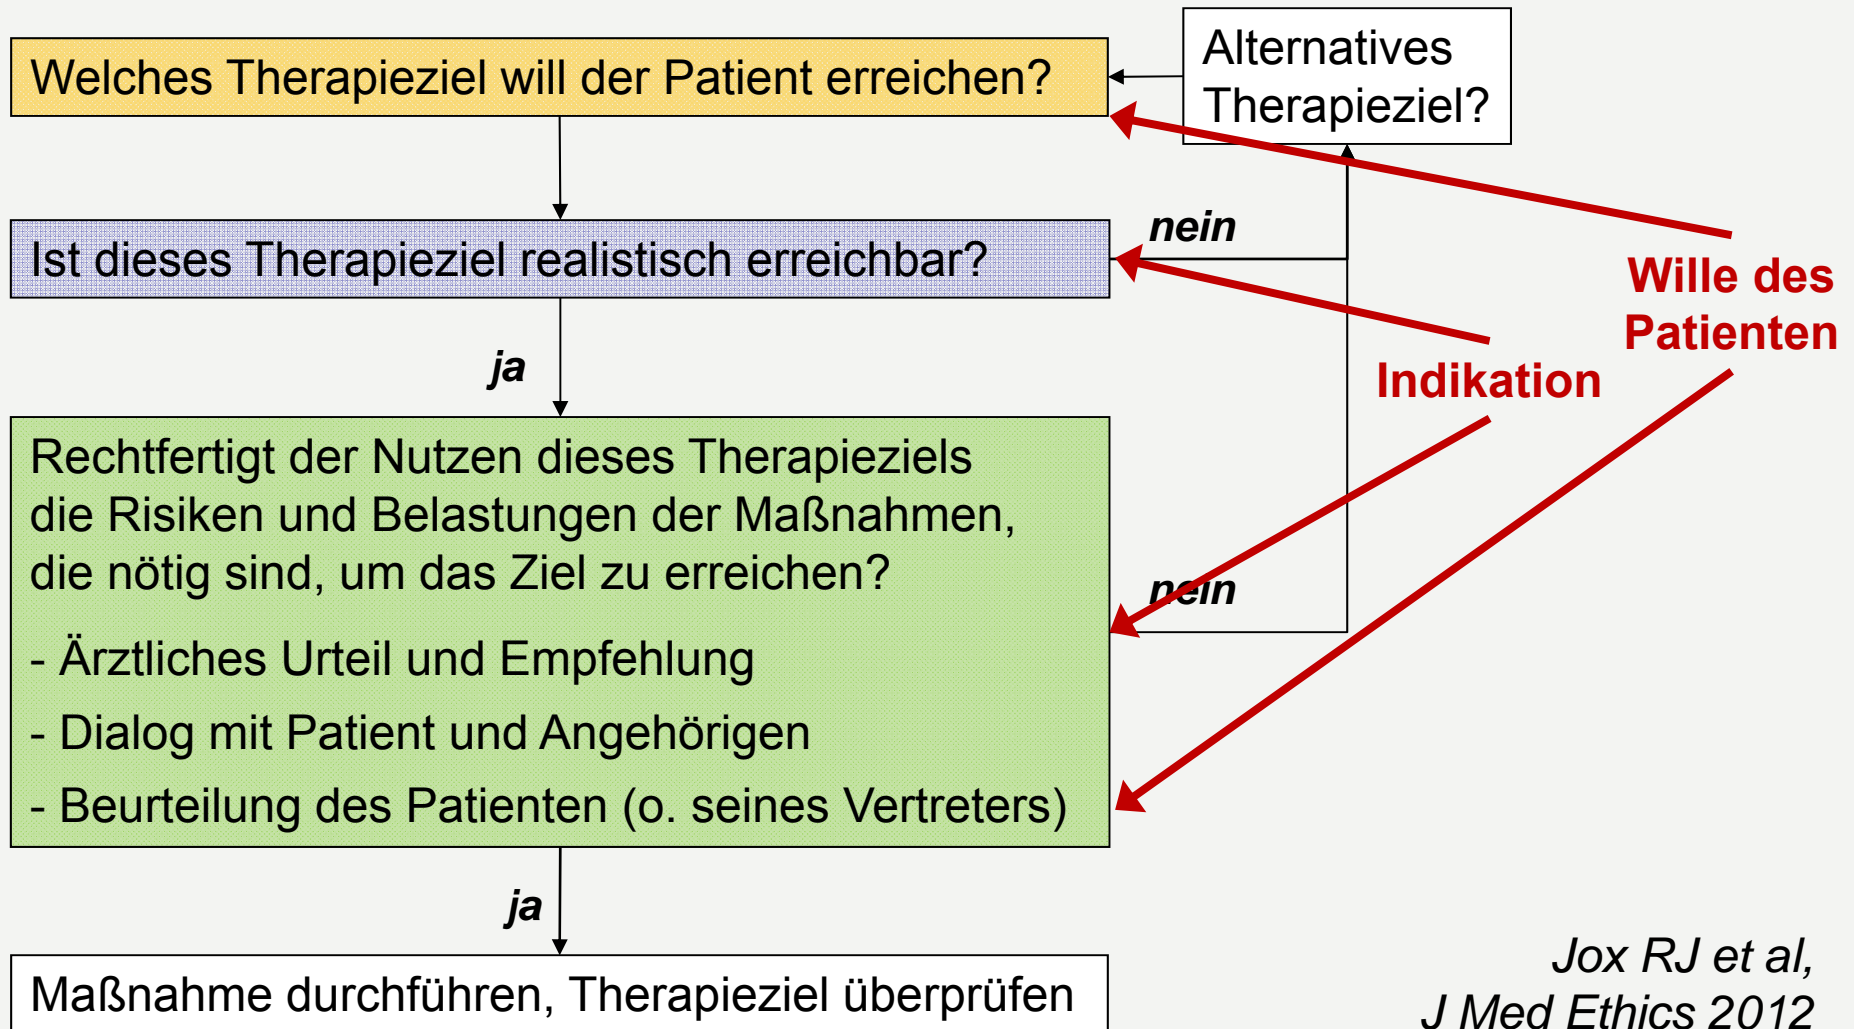 Welches Therapieziel will der Patient erreichen?
Alternatives
Therapieziel?
Ist dieses Therapieziel realistisch erreichbar?
nein
Wille des
Patienten
ja
Indikation
Rechtfertigt der Nutzen dieses Therapieziels
die Risiken und Belastungen der Maßnahmen,
die nötig sind, um das Ziel zu erreichen?
nein
- Ärztliches Urteil und Empfehlung
- Dialog mit Patient und Angehörigen
- Beurteilung des Patienten (o. seines Vertreters)
ja
Maßnahme durchführen, Therapieziel überprüfen
Jox RJ et al,
J Med Ethics 2012